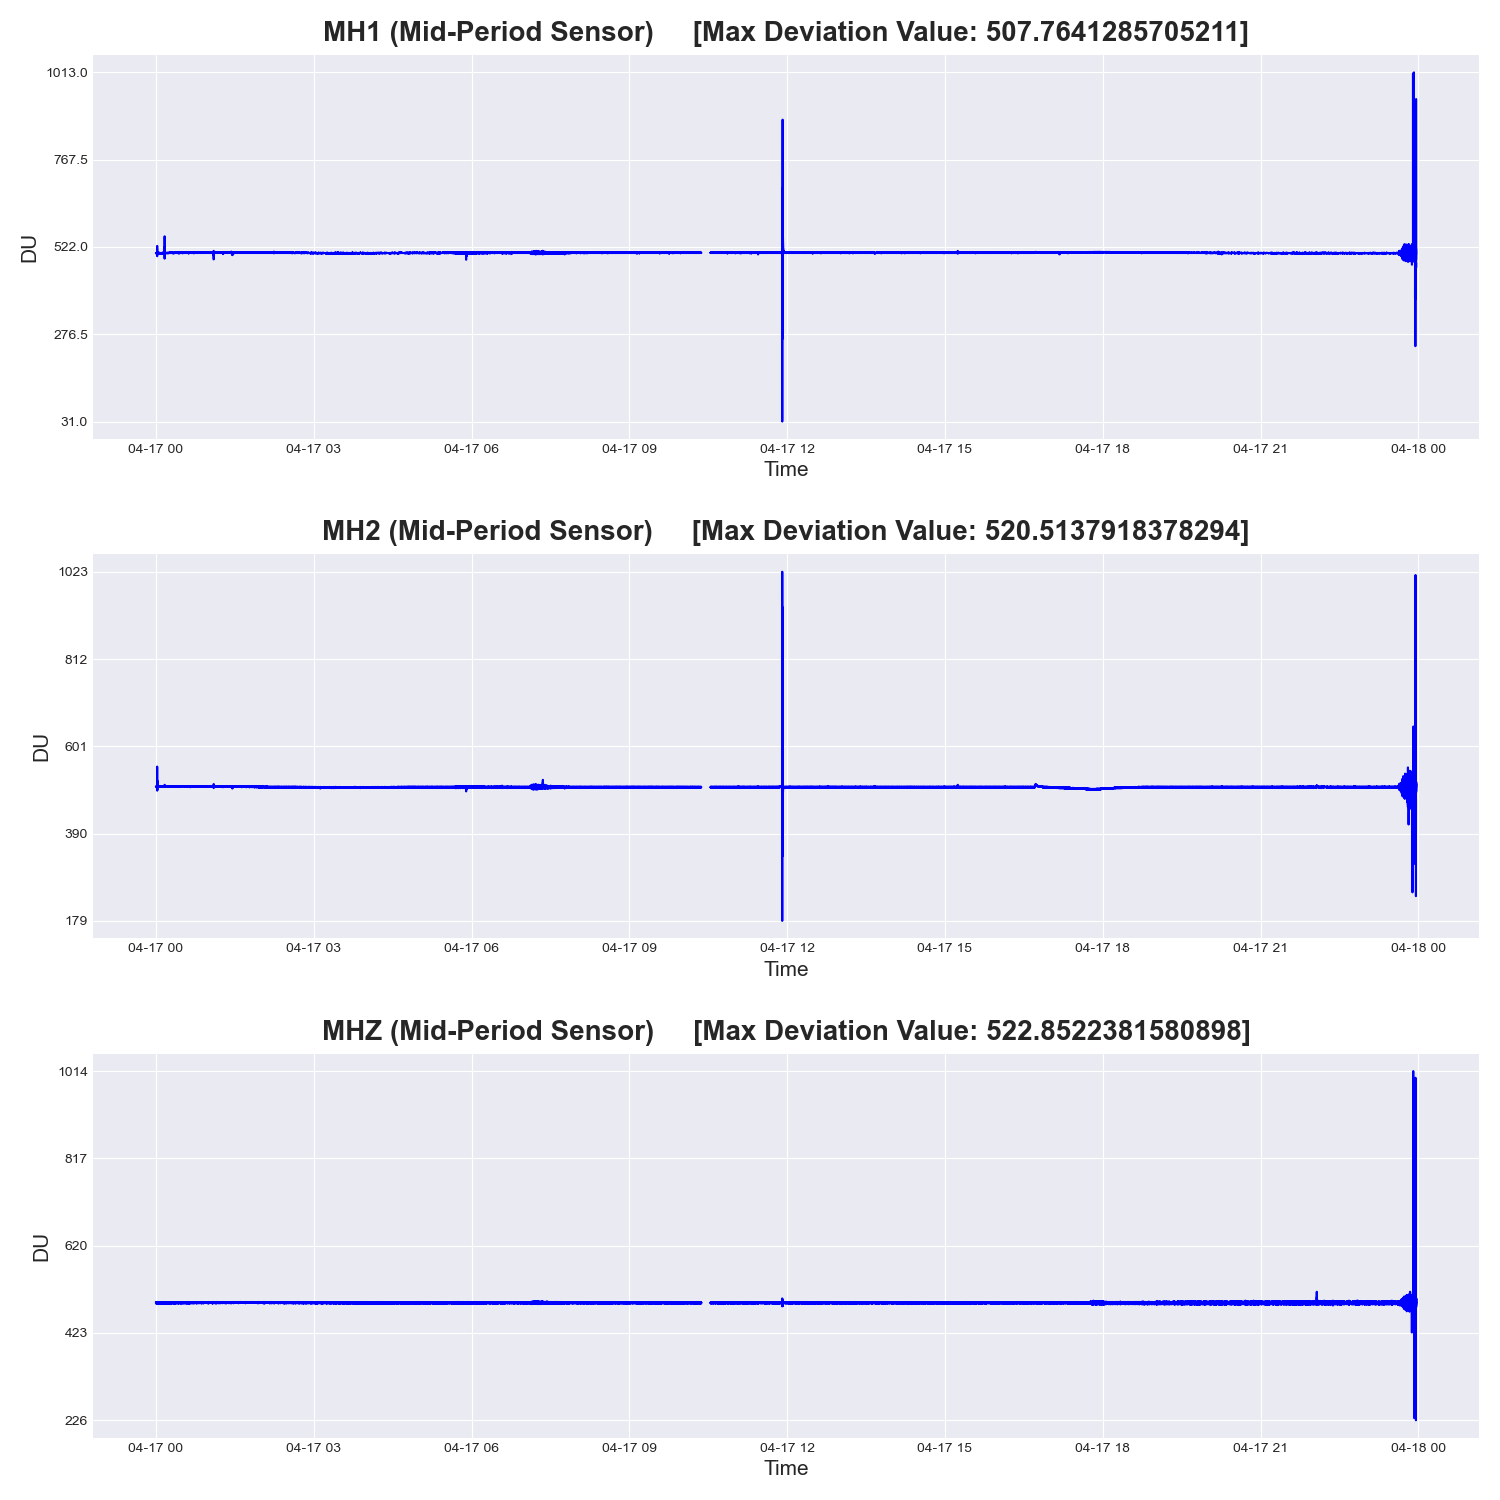 MH1 (Mid-Period Sensor) [Max Deviation Value: 507.7641285705211]
1013.0
767.5
522.0
276.5
31.0
DU
04-17 00 04-17 03 04-17 06 04-17 09 04-17 12 04-17 15 04-17 18 04-17 21 04-18 00
Time
MH2 (Mid-Period Sensor) [Max Deviation Value: 520.5137918378294]
1023
812
601
390
179
DU
04-17 00 04-17 03 04-17 06 04-17 09 04-17 12 04-17 15 04-17 18 04-17 21 04-18 00
Time
MHZ (Mid-Period Sensor) [Max Deviation Value: 522.8522381580898]
1014
817
620
423
226
DU
04-17 00 04-17 03 04-17 06 04-17 09 04-17 12 04-17 15 04-17 18 04-17 21 04-18 00
Time